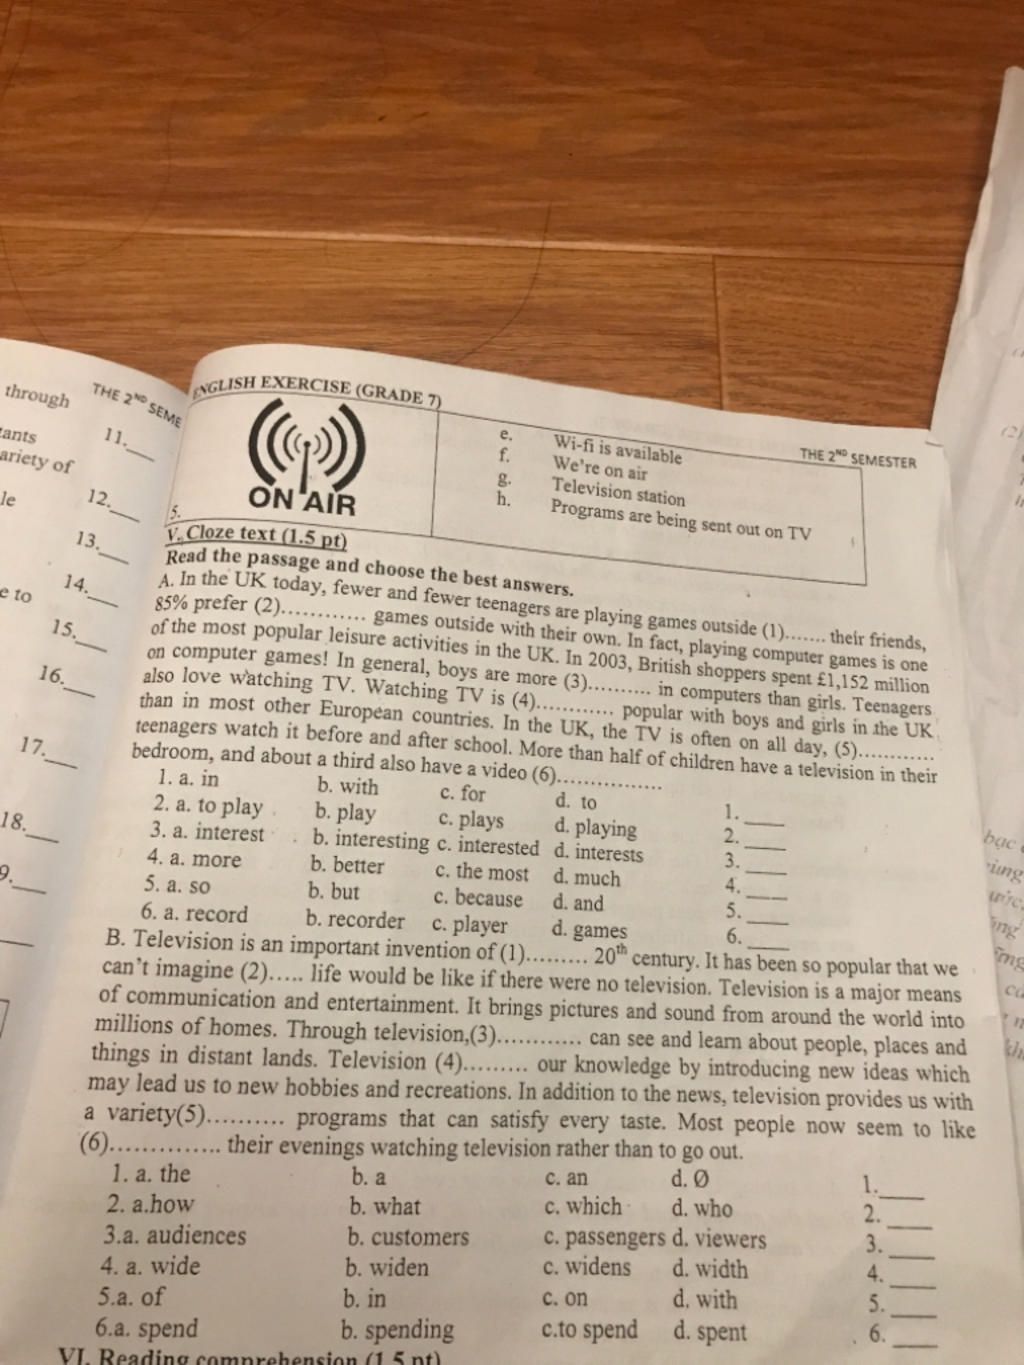 through
tants
ariety of
le
e to
THE 2ND SEME
11.
12.
13.
14.
15.
16.
17.
18.
9.
ENGLISH EXERCISE (GRADE 7)
THE 2ND SEMESTER
ON AIR
5.
e. Wi-fi is available
f. We're on air
g. Television station
h. Programs are being sent out on TV
V. Cloze text (1.5 pt)
Read the passage and choose the best answers.
A. In the UK today, fewer and fewer teenagers are playing games outside (1)....... their friends,
85% prefer (2)............ games outside with their own. In fact, playing computer games is one
of the most popular leisure activities in the UK. In 2003, British shoppers spent £1,152 million
on computer games! In general, boys are more (3).......... in computers than girls. Teenagers
also love watching TV. Watching TV is (4)............ popular with boys and girls in the UK
than in most other European countries. In the UK, the TV is often on all day, (5)............
teenagers watch it before and after school. More than half of children have a television in their
bedroom, and about a third also have a video (6)...............
1. a. in b. with c. for d. to 1.
2. a. to play b. play c. plays d. playing 2.
3. a. interest b. interesting c. interested d. interests 3.
4. a. more b. better c. the most d. much 4.
5. a. so b. but c. because d. and 5.
6. a. record b. recorder c. player d. games 6.
B. Television is an important invention of (1)......... 20th century. It has been so popular that we
can't imagine (2)..... life would be like if there were no television. Television is a major means
of communication and entertainment. It brings pictures and sound from around the world into
millions of homes. Through television,(3)............ can see and learn about people, places and
things in distant lands. Television (4)......... our knowledge by introducing new ideas which
may lead us to new hobbies and recreations. In addition to the news, television provides us with
a variety(5)........... programs that can satisfy every taste. Most people now seem to like
(6).............. their evenings watching television rather than to go out.
1. a. the b. a c. an d. Ø 1.
2. a.how b. what c. which d. who 2.
3.a. audiences b. customers c. passengers d. viewers 3.
4. a. wide b. widen c. widens d. width 4.
5.a. of b. in c. on d. with 5.
6.a. spend b. spending c.to spend d. spent 6.
VI. Reading comprehension (1.5 pt)